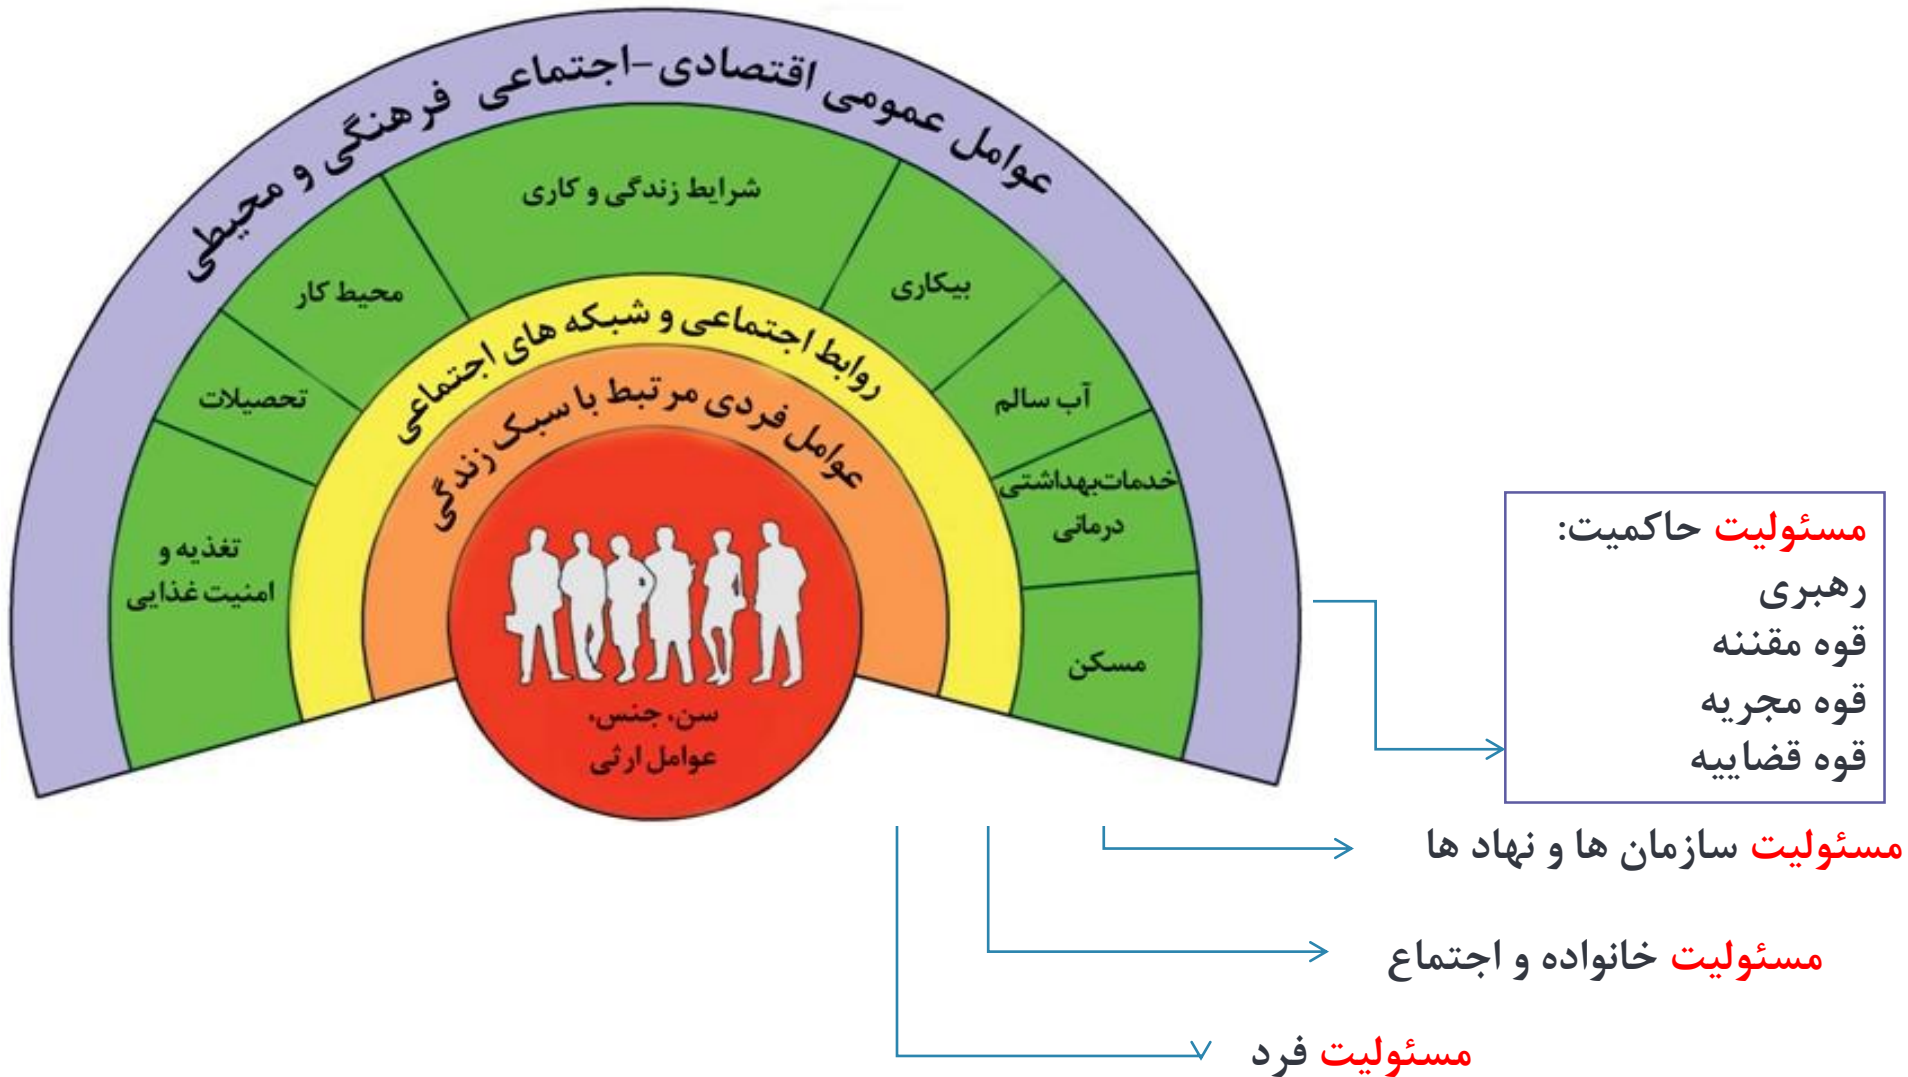 عوامل عمومی اقتصادی-اجتماعی فرهنگی و محیطی
شرایط زندگی و کاری
بیکاری
محیط کار
آب سالم
تحصیلات
خدمات‌بهداشتی
درمانی
تغذیه و
امنیت غذایی
مسکن
روابط اجتماعی و شبکه های اجتماعی
عوامل فردی مرتبط با سبک زندگی
سن، جنس،
عوامل ارثی
مسئولیت حاکمیت:
رهبری
قوه مقننه
قوه مجریه
قوه قضاییه
مسئولیت سازمان ها و نهاد ها
مسئولیت خانواده و اجتماع
مسئولیت فرد